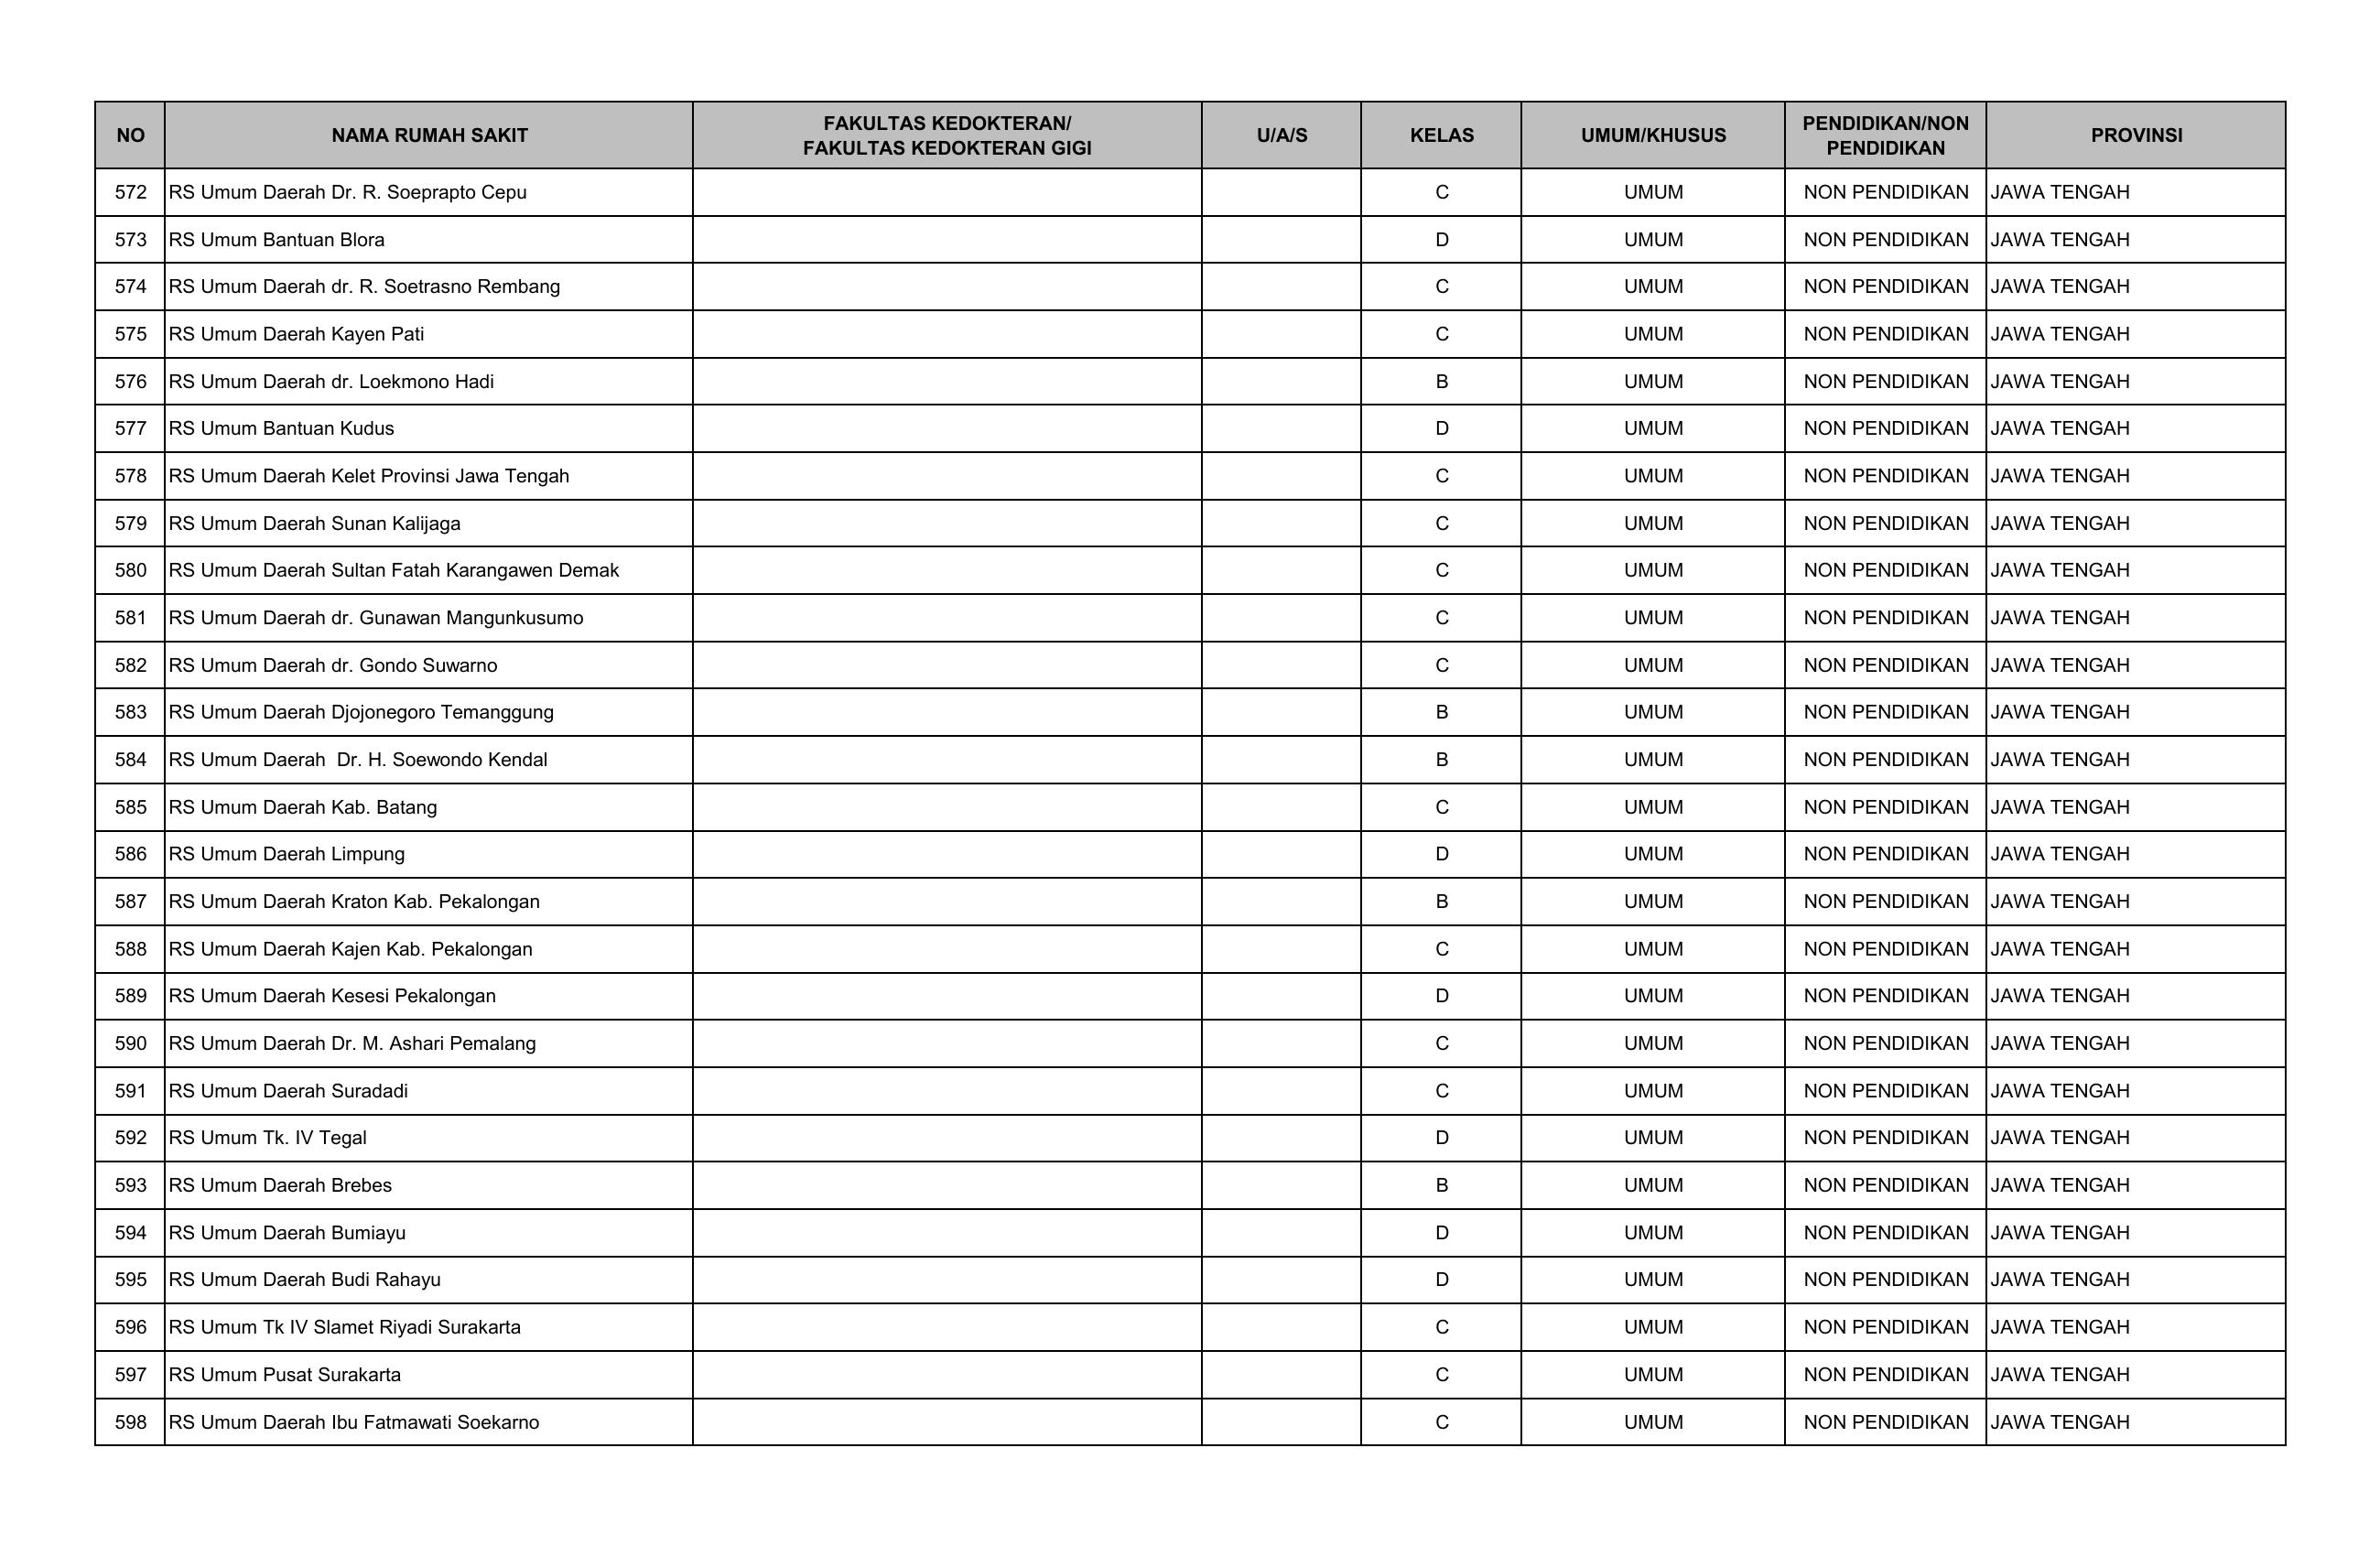 NO NAMA RUMAH SAKIT FAKULTAS KEDOKTERAN/ FAKULTAS KEDOKTERAN GIGI U/A/S KELAS UMUM/KHUSUS PENDIDIKAN/NON PENDIDIKAN PROVINSI
572 RS Umum Daerah Dr. R. Soeprapto Cepu C UMUM NON PENDIDIKAN JAWA TENGAH
573 RS Umum Bantuan Blora D UMUM NON PENDIDIKAN JAWA TENGAH
574 RS Umum Daerah dr. R. Soetrasno Rembang C UMUM NON PENDIDIKAN JAWA TENGAH
575 RS Umum Daerah Kayen Pati C UMUM NON PENDIDIKAN JAWA TENGAH
576 RS Umum Daerah dr. Loekmono Hadi B UMUM NON PENDIDIKAN JAWA TENGAH
577 RS Umum Bantuan Kudus D UMUM NON PENDIDIKAN JAWA TENGAH
578 RS Umum Daerah Kelet Provinsi Jawa Tengah C UMUM NON PENDIDIKAN JAWA TENGAH
579 RS Umum Daerah Sunan Kalijaga C UMUM NON PENDIDIKAN JAWA TENGAH
580 RS Umum Daerah Sultan Fatah Karangawen Demak C UMUM NON PENDIDIKAN JAWA TENGAH
581 RS Umum Daerah dr. Gunawan Mangunkusumo C UMUM NON PENDIDIKAN JAWA TENGAH
582 RS Umum Daerah dr. Gondo Suwarno C UMUM NON PENDIDIKAN JAWA TENGAH
583 RS Umum Daerah Djojonegoro Temanggung B UMUM NON PENDIDIKAN JAWA TENGAH
584 RS Umum Daerah  Dr. H. Soewondo Kendal B UMUM NON PENDIDIKAN JAWA TENGAH
585 RS Umum Daerah Kab. Batang C UMUM NON PENDIDIKAN JAWA TENGAH
586 RS Umum Daerah Limpung D UMUM NON PENDIDIKAN JAWA TENGAH
587 RS Umum Daerah Kraton Kab. Pekalongan B UMUM NON PENDIDIKAN JAWA TENGAH
588 RS Umum Daerah Kajen Kab. Pekalongan C UMUM NON PENDIDIKAN JAWA TENGAH
589 RS Umum Daerah Kesesi Pekalongan D UMUM NON PENDIDIKAN JAWA TENGAH
590 RS Umum Daerah Dr. M. Ashari Pemalang C UMUM NON PENDIDIKAN JAWA TENGAH
591 RS Umum Daerah Suradadi C UMUM NON PENDIDIKAN JAWA TENGAH
592 RS Umum Tk. IV Tegal D UMUM NON PENDIDIKAN JAWA TENGAH
593 RS Umum Daerah Brebes B UMUM NON PENDIDIKAN JAWA TENGAH
594 RS Umum Daerah Bumiayu D UMUM NON PENDIDIKAN JAWA TENGAH
595 RS Umum Daerah Budi Rahayu D UMUM NON PENDIDIKAN JAWA TENGAH
596 RS Umum Tk IV Slamet Riyadi Surakarta C UMUM NON PENDIDIKAN JAWA TENGAH
597 RS Umum Pusat Surakarta C UMUM NON PENDIDIKAN JAWA TENGAH
598 RS Umum Daerah Ibu Fatmawati Soekarno C UMUM NON PENDIDIKAN JAWA TENGAH